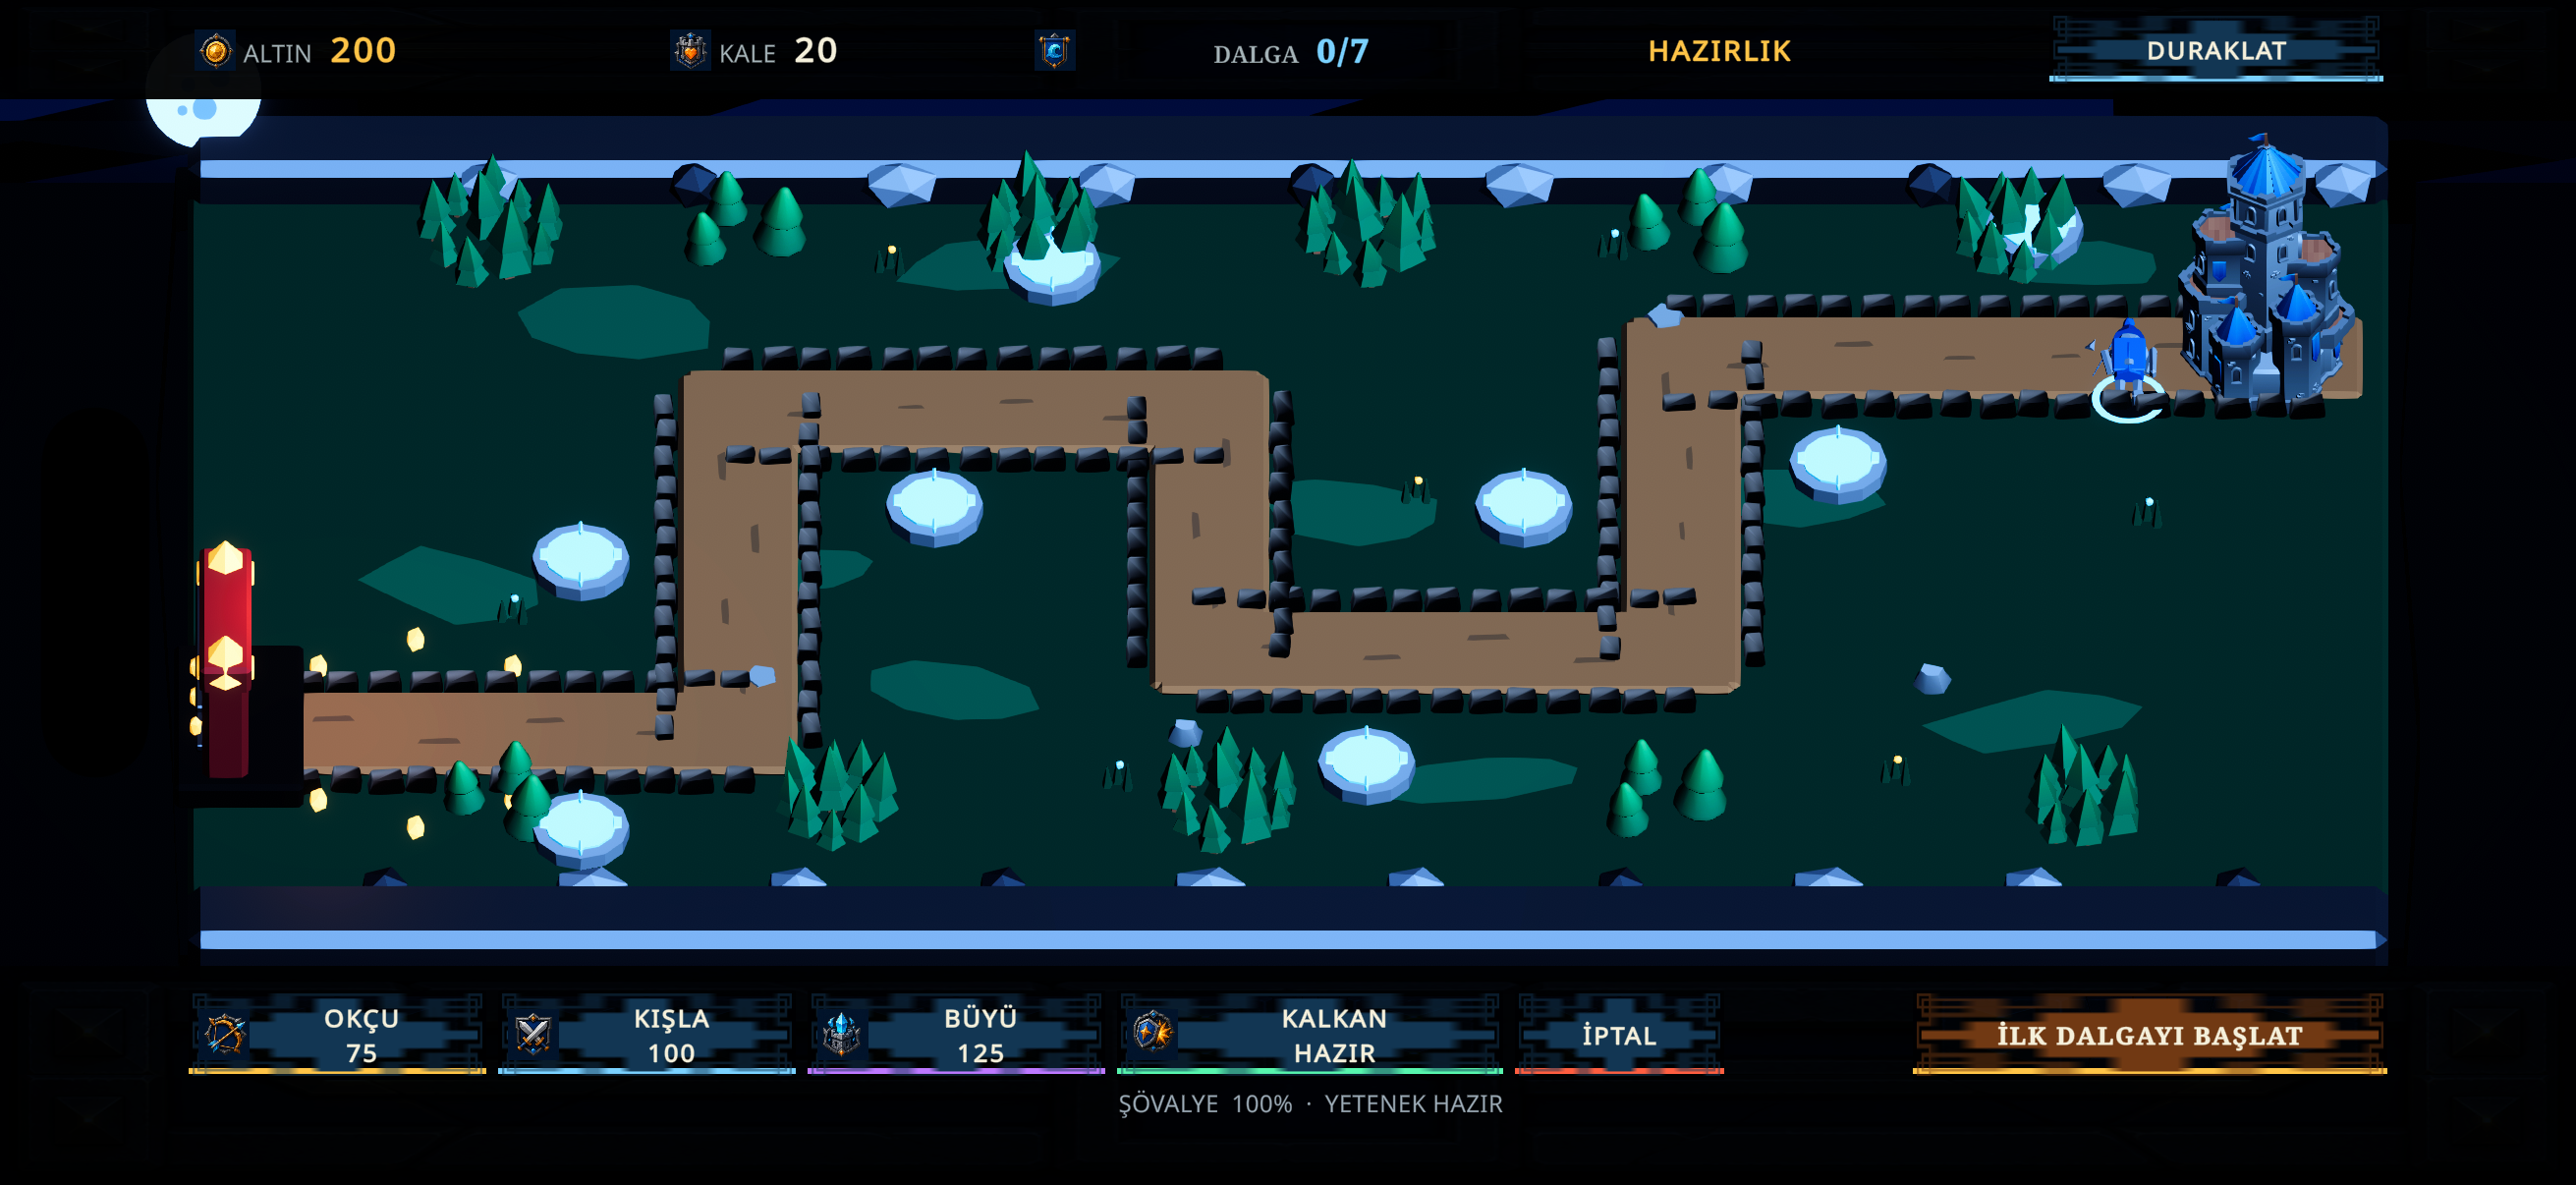 ALTIN 200
KALE 20
DALGA 0/7
HAZIRLIK
DURAKLAT
OKÇU
75
KIŞLA
100
BÜYÜ
125
KALKAN
HAZIR
İPTAL
İLK DALGAYI BAŞLAT
ŞÖVALYE 100% · YETENEK HAZIR